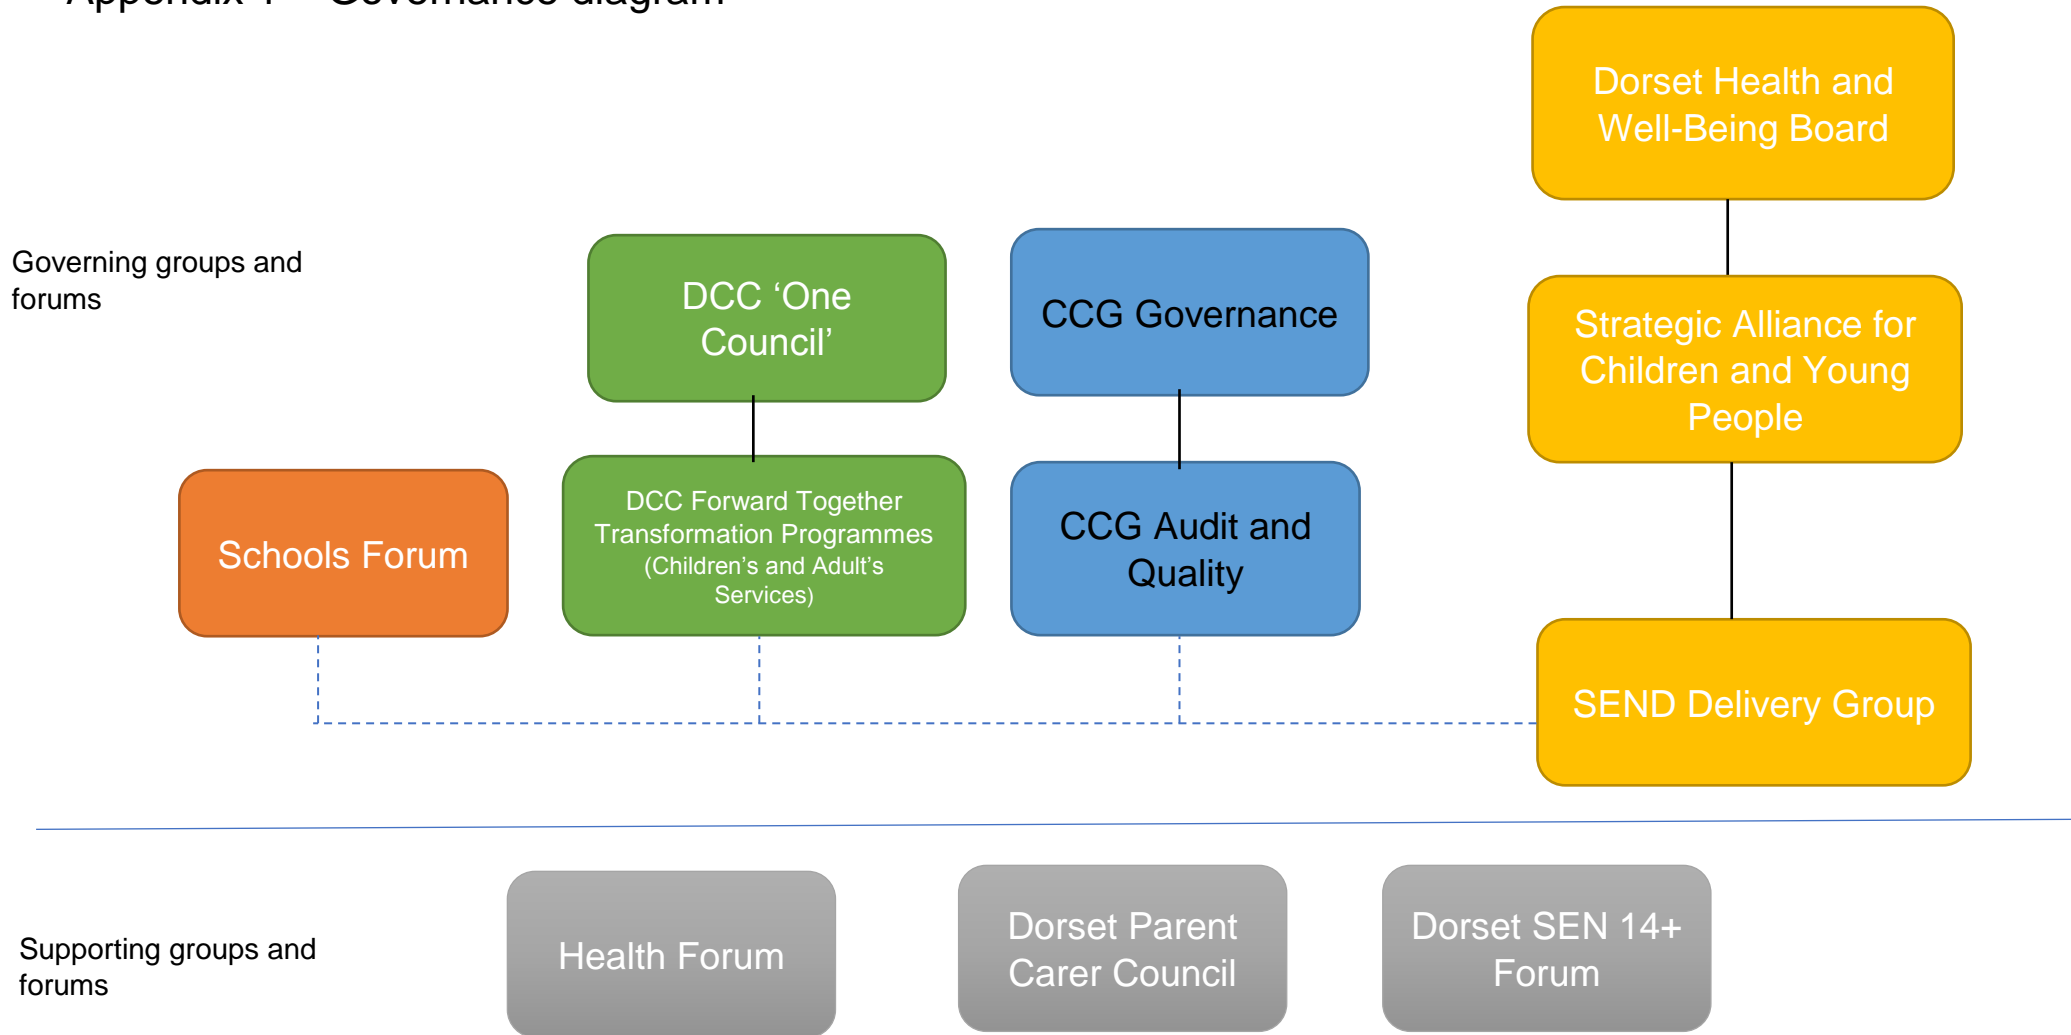 Governance diagram
Dorset Health and
Well-Being Board
Governing groups and
forums
DCC ‘One
Council’
CCG Governance
Strategic Alliance for
Children and Young
People
Schools Forum
DCC Forward Together
Transformation Programmes
(Children’s and Adult’s
Services)
CCG Audit and
Quality
SEND Delivery Group
Supporting groups and
forums
Health Forum
Dorset Parent
Carer Council
Dorset SEN 14+
Forum